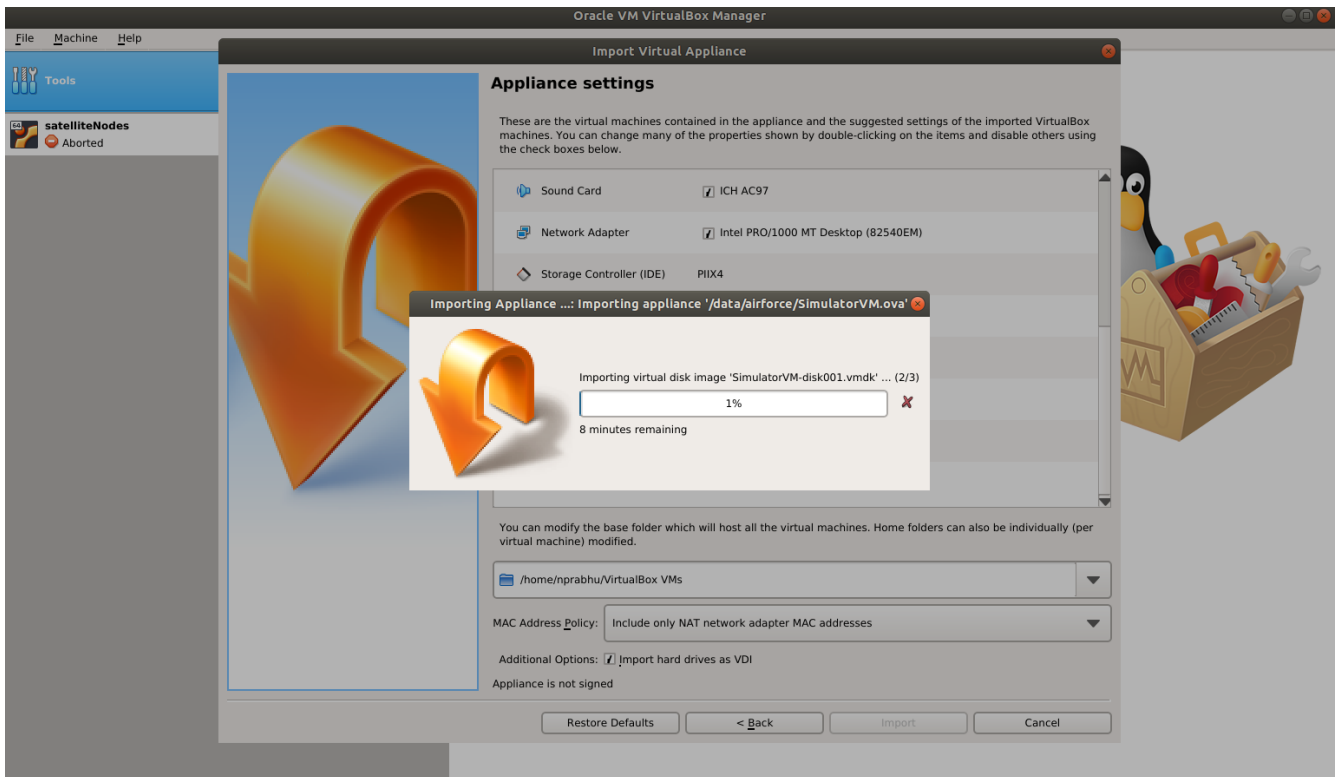 Oracle VM VirtualBox Manager
File Machine Help
Import Virtual Appliance
Tools
64
satelliteNodes
Aborted
Appliance settings
These are the virtual machines contained in the appliance and the suggested settings of the imported VirtualBox
machines. You can change many of the properties shown by double-clicking on the items and disable others using
the check boxes below.
Sound Card ICH AC97
Network Adapter Intel PRO/1000 MT Desktop (82540EM)
Storage Controller (IDE) PIIX4
Importing Appliance ...: Importing appliance '/data/airforce/SimulatorVM.ova'
Importing virtual disk image 'SimulatorVM-disk001.vmdk' ... (2/3)
1%
8 minutes remaining
You can modify the base folder which will host all the virtual machines. Home folders can also be individually (per
virtual machine) modified.
/home/nprabhu/VirtualBox VMs
MAC Address Policy: Include only NAT network adapter MAC addresses
Additional Options: Import hard drives as VDI
Appliance is not signed
Restore Defaults < Back Import Cancel